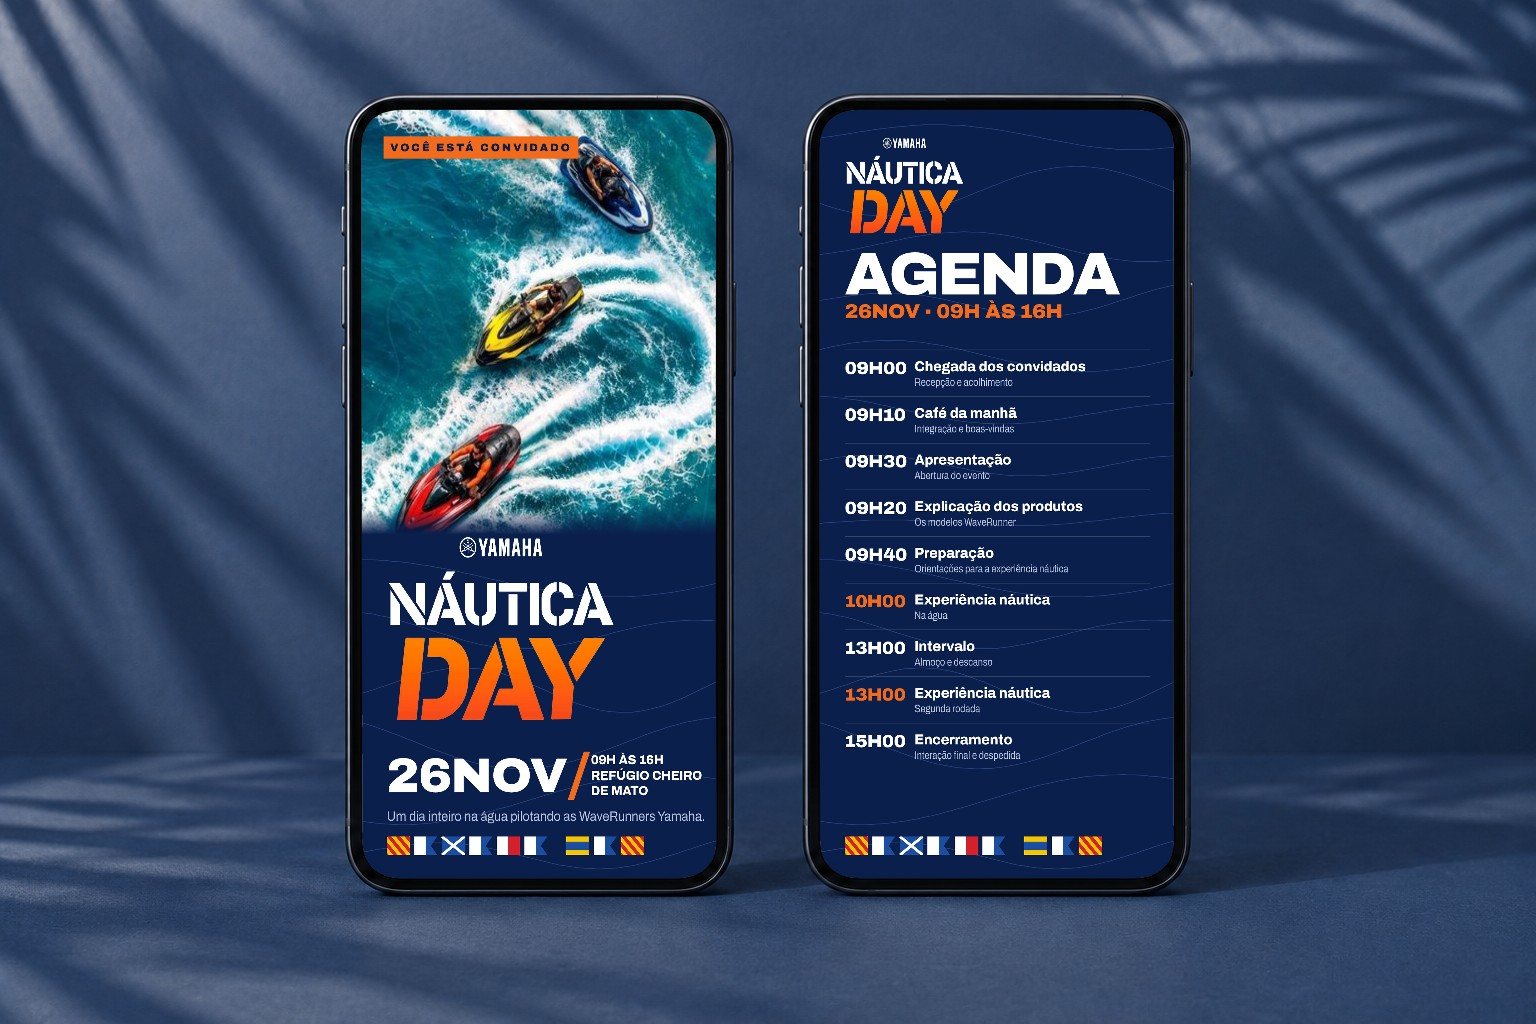 VOCÊ ESTÁ CONVIDADO
YAMAHA
NÁUTICA
DAY
26NOV/
09H ÀS 16H
REFÚGIO CHEIRO
DE MATO
Um dia inteiro na água pilotando as WaveRunners Yamaha.
YAMAHA
NÁUTICA
DAY
AGENDA
26NOV · 09H ÀS 16H
09H00 Chegada dos convidados
Recepção e acolhimento
09H10 Café da manhã
Integração e boas-vindas
09H30 Apresentação
Abertura do evento
09H20 Explicação dos produtos
Os modelos WaveRunner
09H40 Preparação
Orientações para a experiência náutica
10H00 Experiência náutica
Na água
13H00 Intervalo
Almoço e descanso
13H00 Experiência náutica
Segunda rodada
15H00 Encerramento
Interação final e despedida